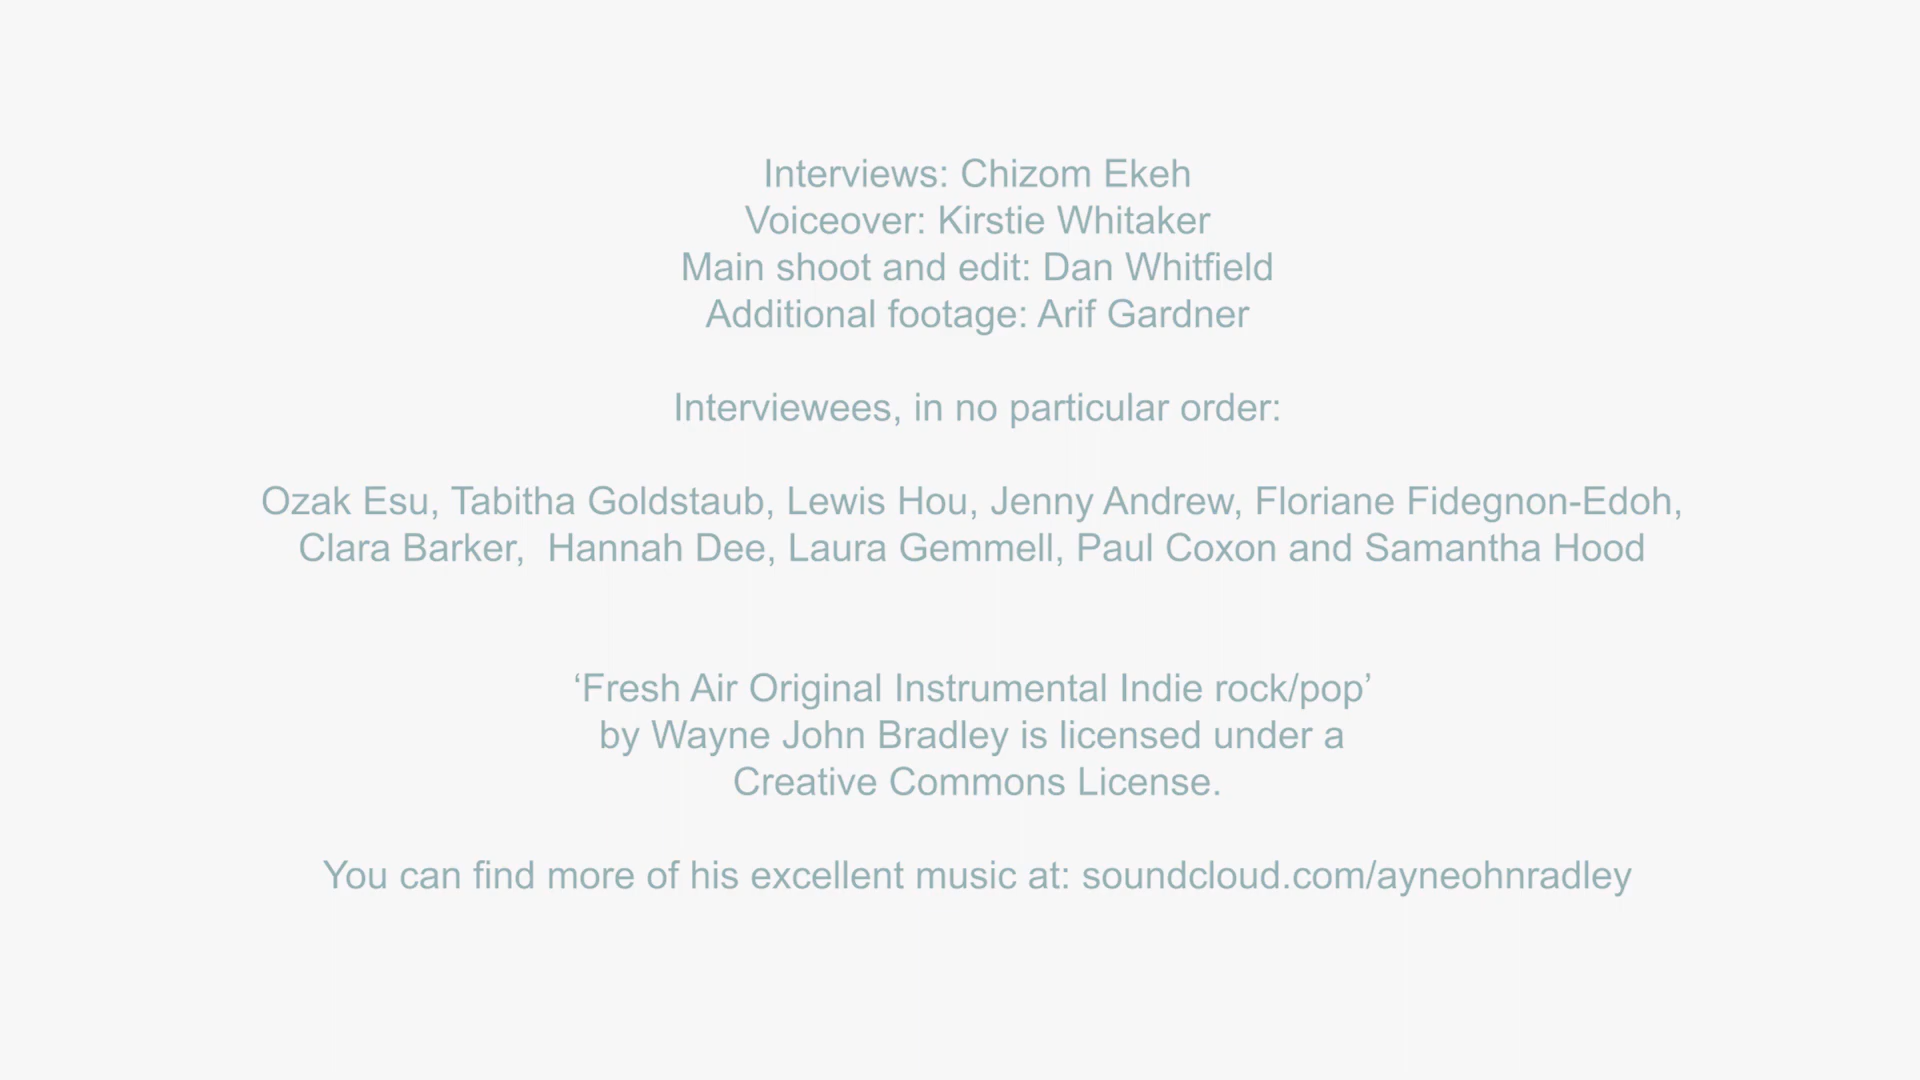 Interviews: Chizom Ekeh
Voiceover: Kirstie Whitaker
Main shoot and edit: Dan Whitfield
Additional footage: Arif Gardner
Interviewees, in no particular order:
Ozak Esu, Tabitha Goldstaub, Lewis Hou, Jenny Andrew, Floriane Fidegnon-Edoh,
Clara Barker,  Hannah Dee, Laura Gemmell, Paul Coxon and Samantha Hood
‘Fresh Air Original Instrumental Indie rock/pop’
by Wayne John Bradley is licensed under a
Creative Commons License.
You can find more of his excellent music at: soundcloud.com/ayneohnradley